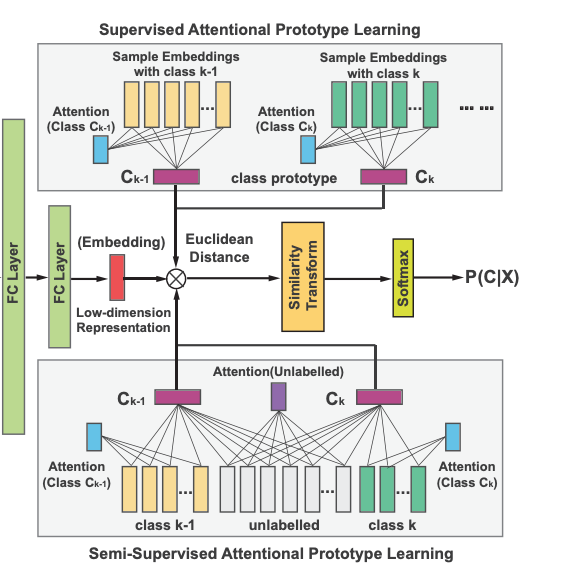 Supervised Attentional Prototype Learning
Sample Embeddings
with class k-1
Sample Embeddings
with class k
Attention
(Class Ck-1)
Attention
(Class Ck)
... ...
... ...
Ck-1
class prototype
Ck
FC Layer
FC Layer
(Embedding)
Low-dimension
Representation
Euclidean
Distance
Similarity
Transform
Softmax
P(C|X)
Attention(Unlabelled)
Ck-1
Ck
Attention
(Class Ck-1)
Attention
(Class Ck)
... ... ...
class k-1
unlabelled
class k
Semi-Supervised Attentional Prototype Learning